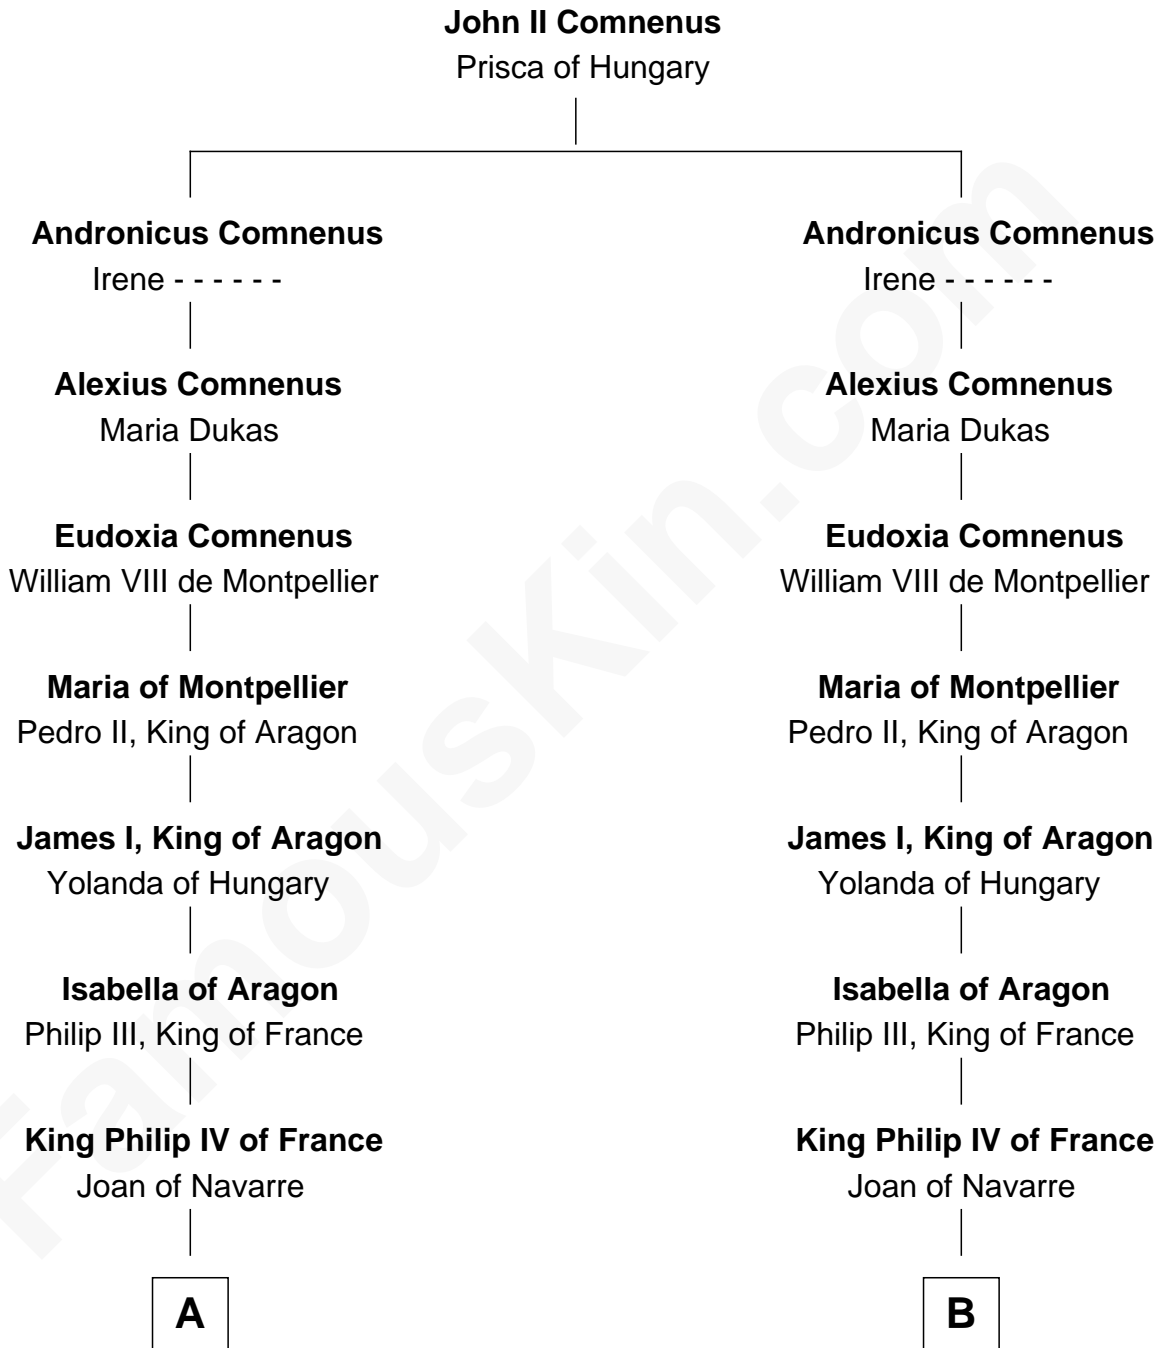 John II Comnenus
Prisca of Hungary
Andronicus Comnenus
Irene - - - - - -
Alexius Comnenus
Maria Dukas
Eudoxia Comnenus
William VIII de Montpellier
Maria of Montpellier
Pedro II, King of Aragon
James I, King of Aragon
Yolanda of Hungary
Isabella of Aragon
Philip III, King of France
King Philip IV of France
Joan of Navarre
A
Andronicus Comnenus
Irene - - - - - -
Alexius Comnenus
Maria Dukas
Eudoxia Comnenus
William VIII de Montpellier
Maria of Montpellier
Pedro II, King of Aragon
James I, King of Aragon
Yolanda of Hungary
Isabella of Aragon
Philip III, King of France
King Philip IV of France
Joan of Navarre
B
FamousKin.com